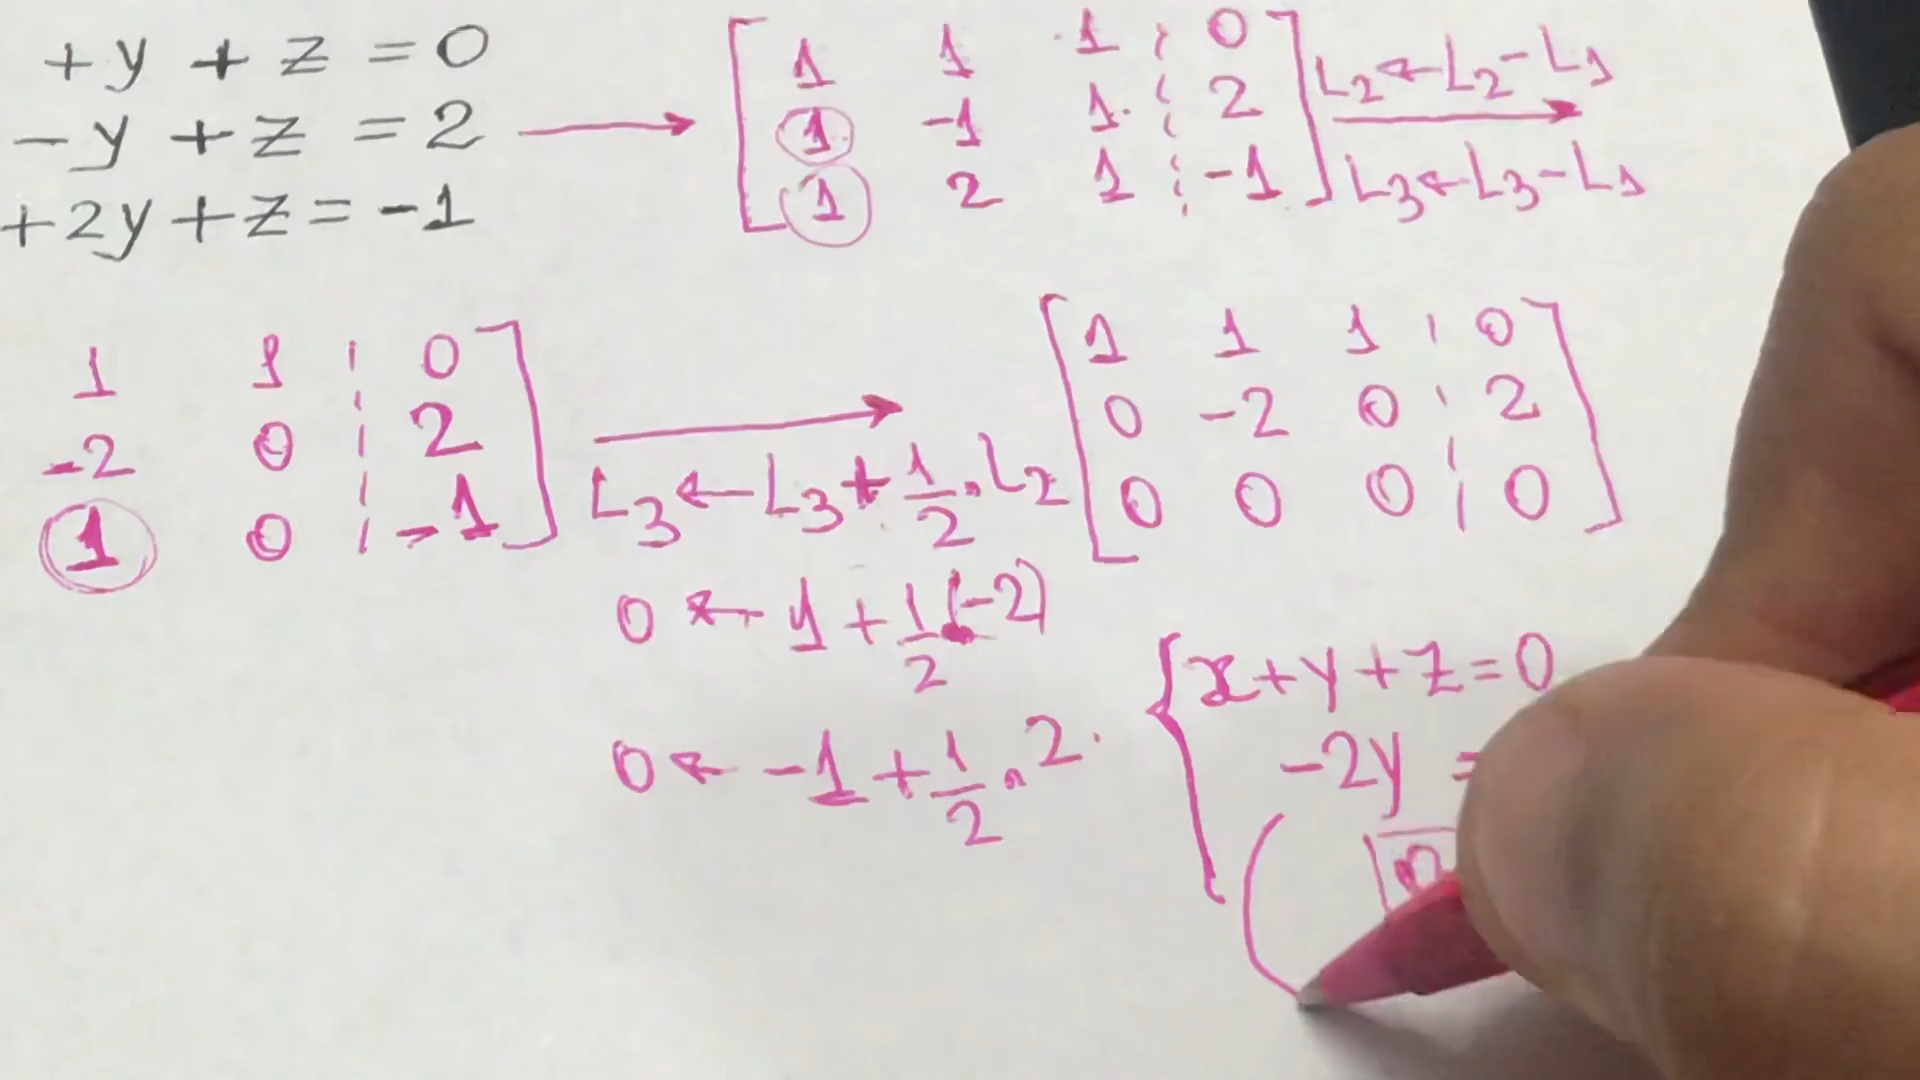 +y + z = 0
-y + z = 2
+2y + z = -1
1 1 1 ¦ 0
1 -1 1 ¦ 2
1 2 1 ¦ -1
L2 ← L2 - L1
L3 ← L3 - L1
1 1 ¦ 0
-2 0 ¦ 2
1 0 ¦ -1
L3 ← L3 + 1/2 . L2
1 1 1 ¦ 0
0 -2 0 ¦ 2
0 0 0 ¦ 0
0 ← 1 + 1/2 (-2)
0 ← -1 + 1/2 . 2
x + y + z = 0
-2y =
0